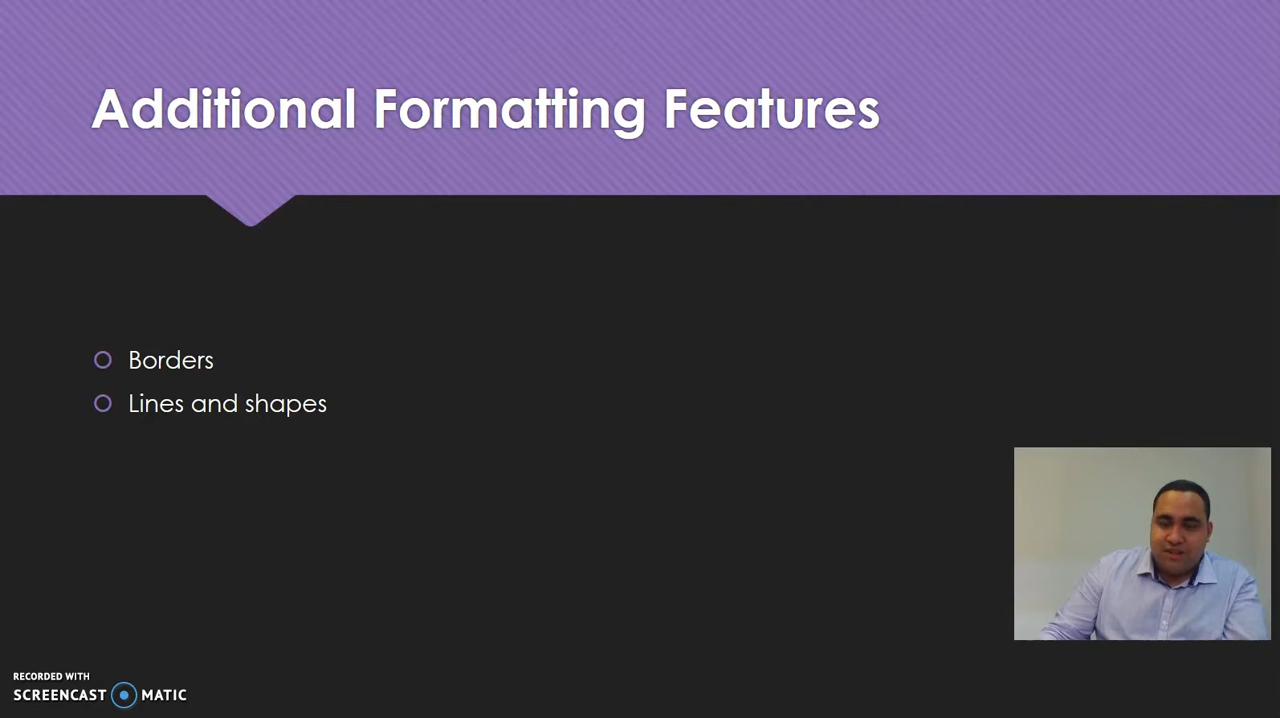 Additional Formatting Features
Borders
Lines and shapes
RECORDED WITH
SCREENCAST MATIC